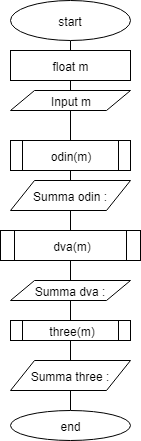 start
float m
Input m
odin(m)
Summa odin :
dva(m)
Summa dva :
three(m)
Summa three :
end